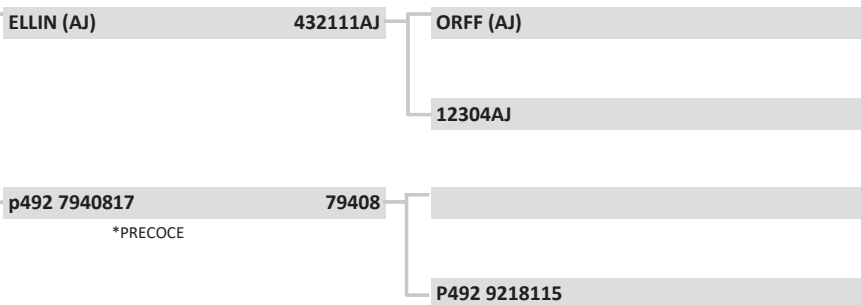 ELLIN (AJ) 432111AJ ORFF (AJ)
12304AJ
p492 7940817 79408
*PRECOCE
P492 9218115